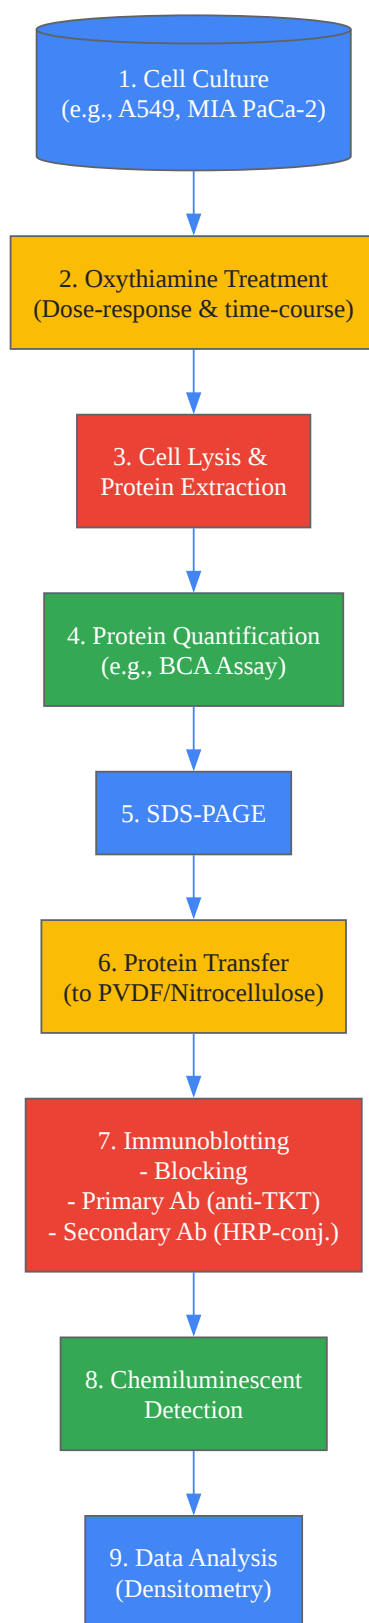 1. Cell Culture
(e.g., A549, MIA PaCa-2)
2. Oxythiamine Treatment
(Dose-response & time-course)
3. Cell Lysis &
Protein Extraction
4. Protein Quantification
(e.g., BCA Assay)
5. SDS-PAGE
6. Protein Transfer
(to PVDF/Nitrocellulose)
7. Immunoblotting
- Blocking
- Primary Ab (anti-TKT)
- Secondary Ab (HRP-conj.)
8. Chemiluminescent
Detection
9. Data Analysis
(Densitometry)